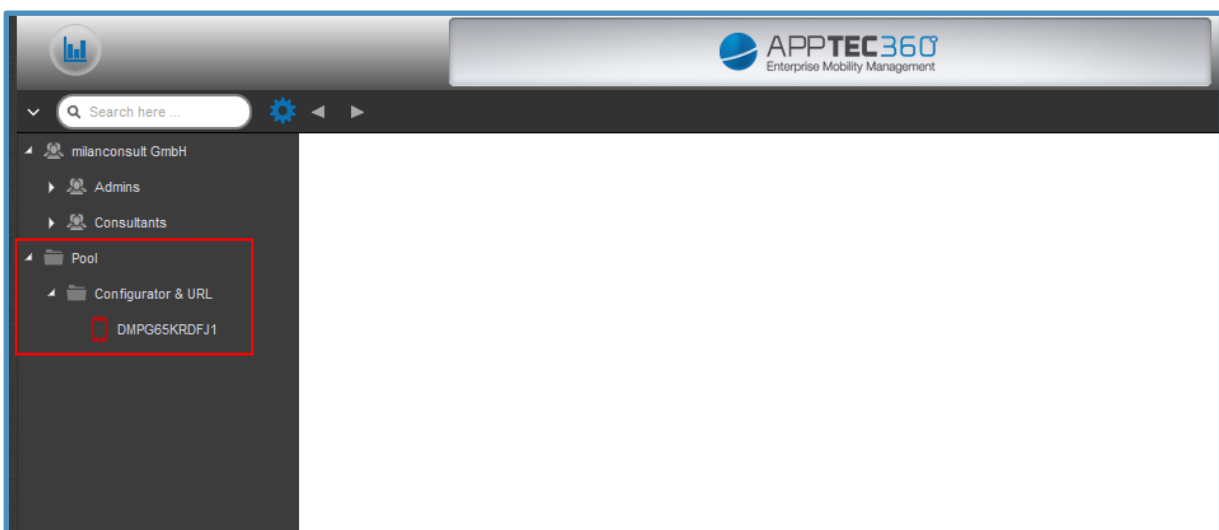 APPTEC360
Enterprise Mobility Management
Search here ...
milanconsult GmbH
Admins
Consultants
Pool
Configurator & URL
DMPG65KRDFJ1